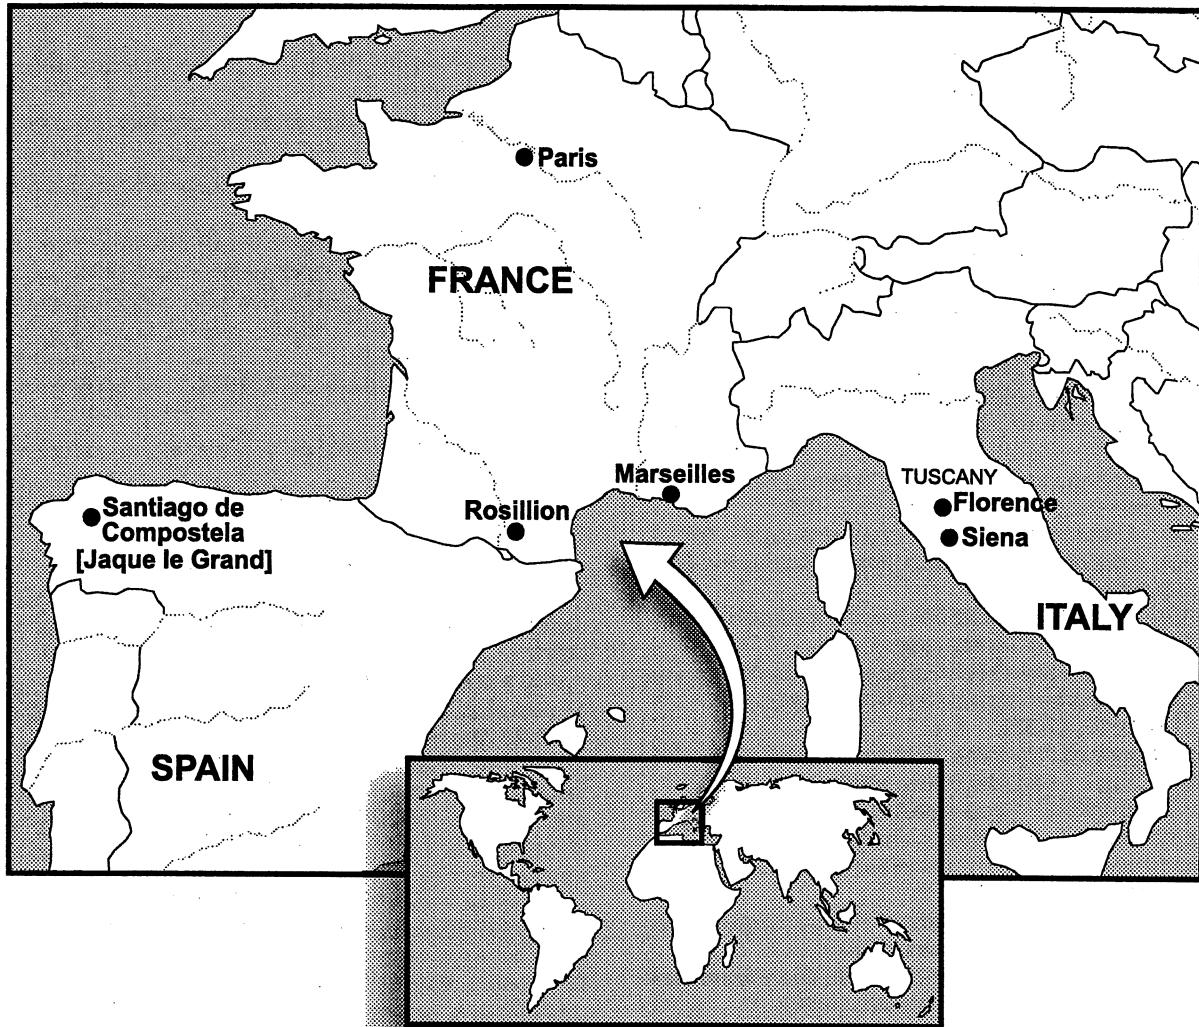 Paris
FRANCE
Marseilles
TUSCANY
Florence
Rosillion
Santiago de
Compostela
[Jaque le Grand]
Siena
ITALY
SPAIN